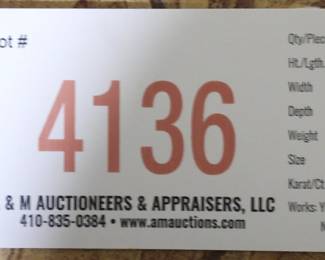 ot #
4136
& M AUCTIONEERS & APPRAISERS, LLC
410-835-0384 • www.amauctions.com
Qty/Piec
Ht./Lgth.
Width
Depth
Weight
Size
Karat/Ct
Works: Y
N